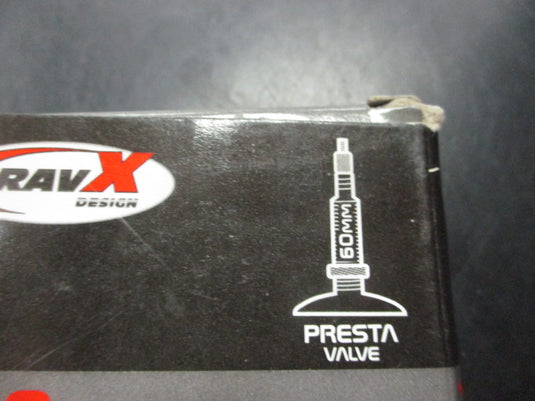 RAVX
DESIGN
60MM
PRESTA
VALVE